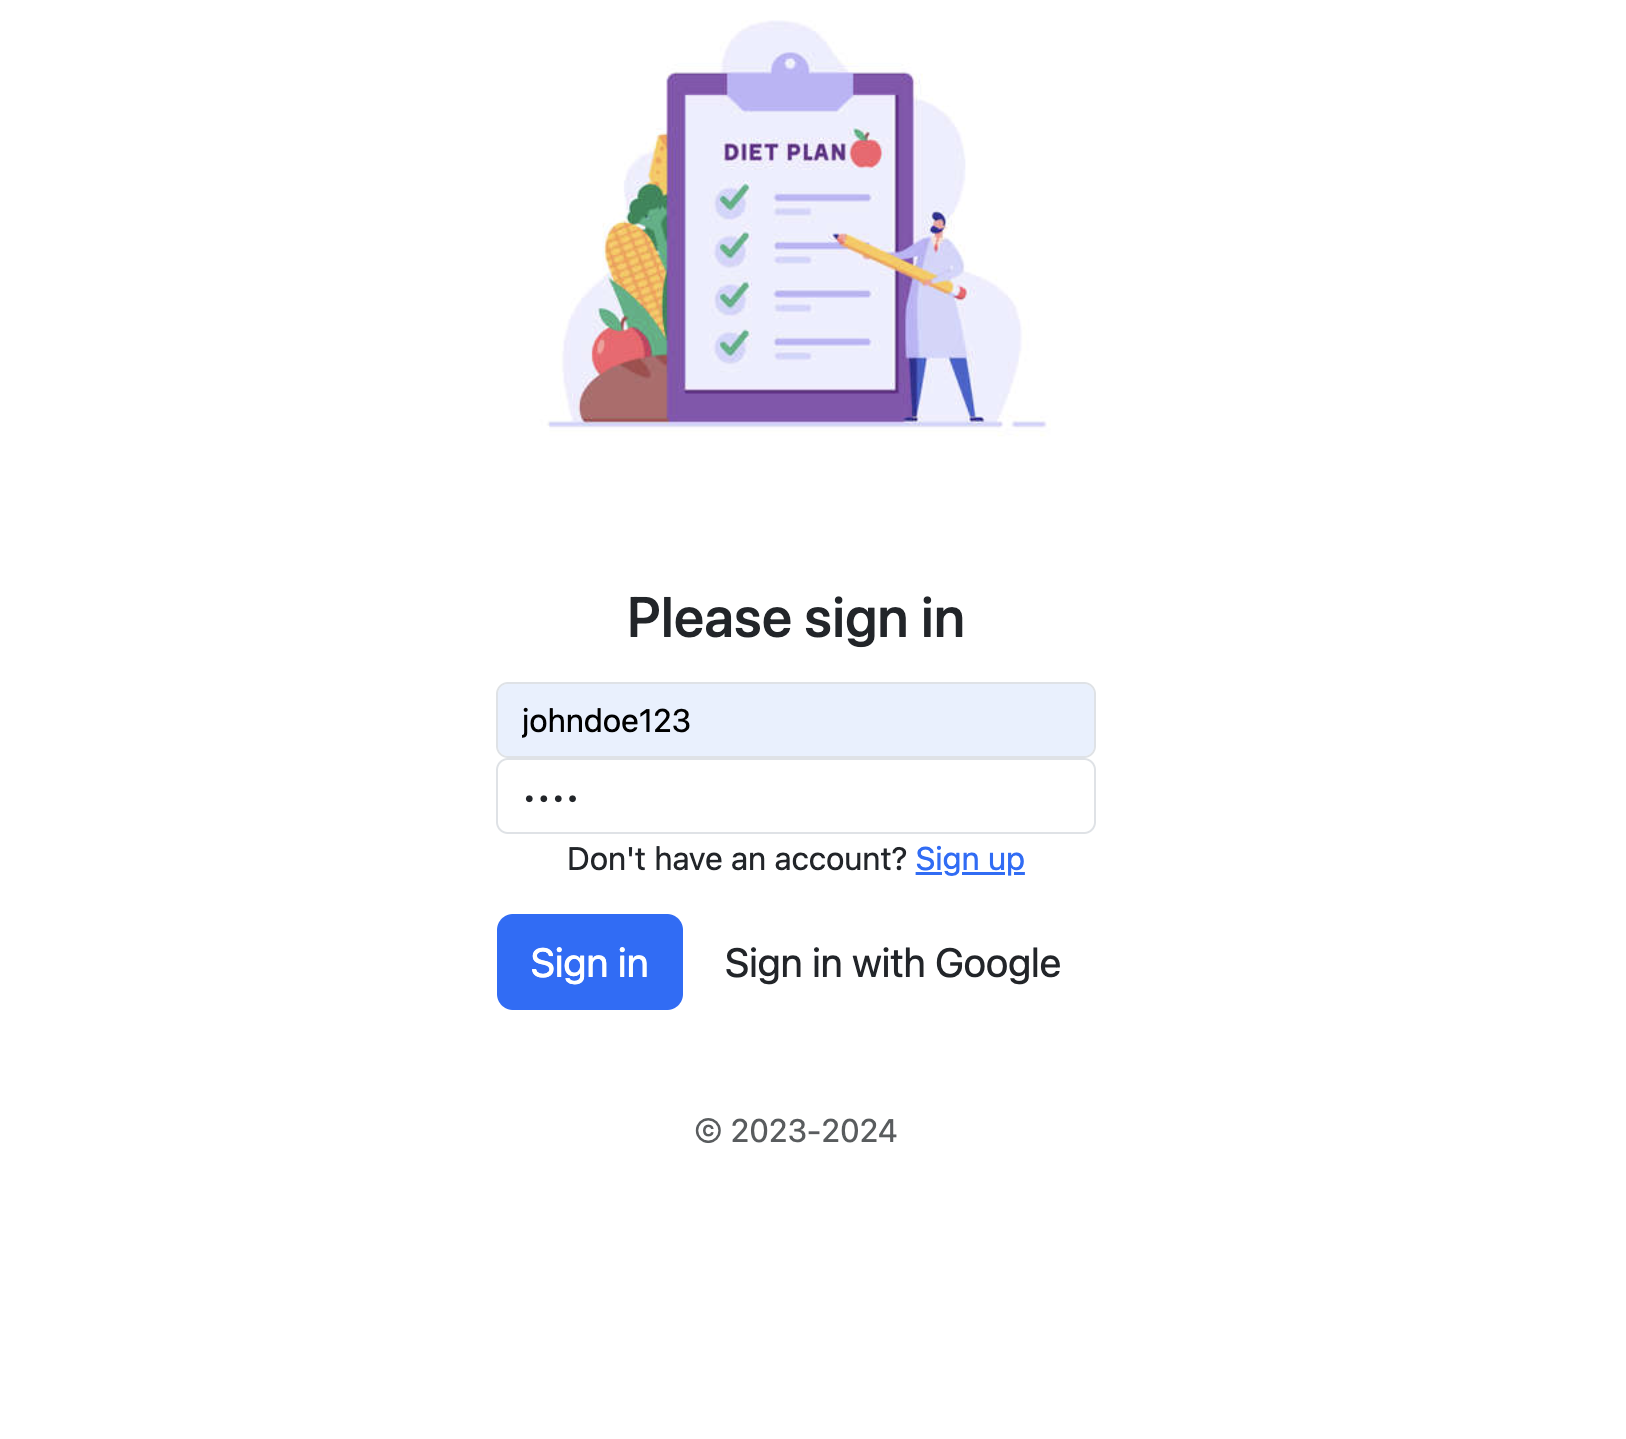 DIET PLAN
Please sign in
johndoe123
••••
Don't have an account? Sign up
Sign in
Sign in with Google
© 2023-2024